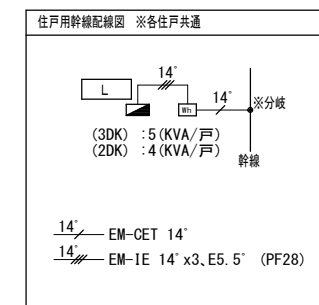 住戸用幹線配線図 ※各住戸共通
14°
L
Wh
14°
※分岐
(3DK) : 5(KVA/戸)
(2DK) : 4(KVA/戸)
幹線
14° EM-CET 14°
14° EM-IE 14°x3、E5.5° (PF28)